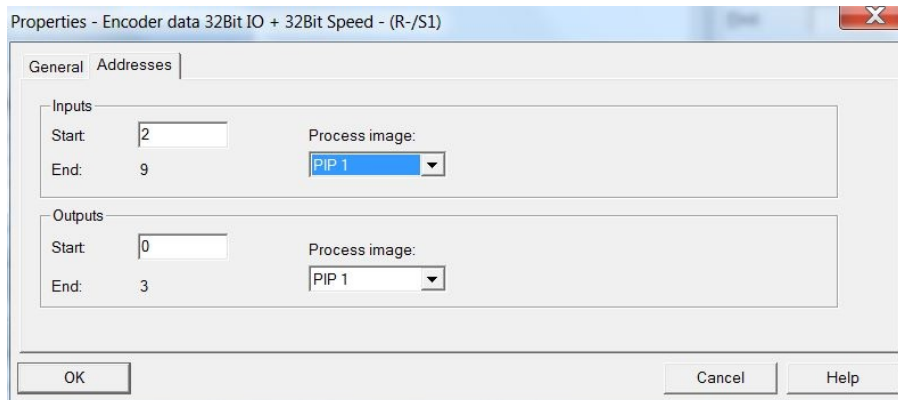 Properties - Encoder data 32Bit IO + 32Bit Speed - (R-/S1)
General Addresses
Inputs
Start: 2 Process image:
End: 9 PIP 1
Outputs
Start: 0 Process image:
End: 3 PIP 1
OK Cancel Help